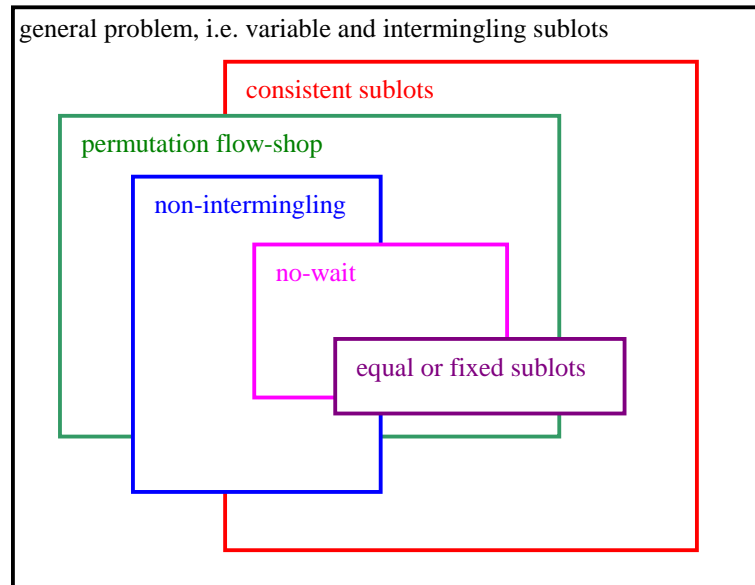 general problem, i.e. variable and intermingling sublots
consistent sublots
permutation flow-shop
non-intermingling
no-wait
equal or fixed sublots